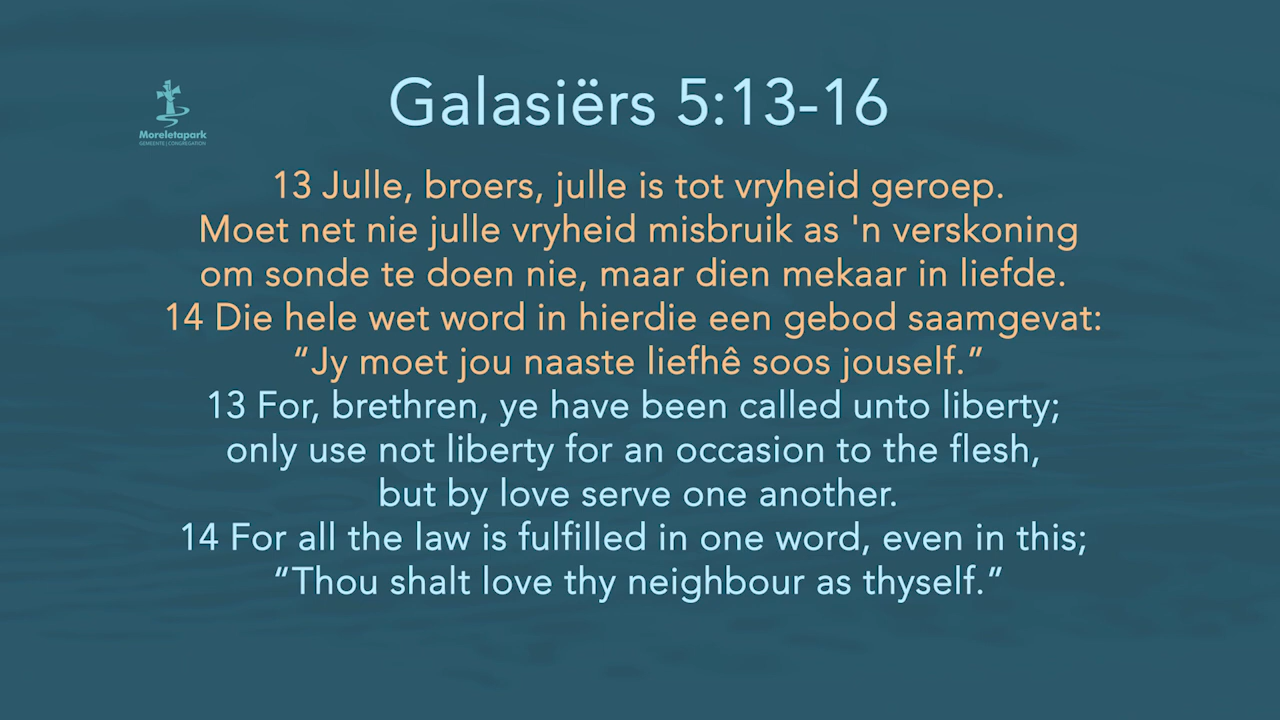 Galasiërs 5:13-16
Moreletapark
GEMEENTE | CONGREGATION
13 Julle, broers, julle is tot vryheid geroep.
Moet net nie julle vryheid misbruik as 'n verskoning
om sonde te doen nie, maar dien mekaar in liefde.
14 Die hele wet word in hierdie een gebod saamgevat:
“Jy moet jou naaste liefhê soos jouself.”
13 For, brethren, ye have been called unto liberty;
only use not liberty for an occasion to the flesh,
but by love serve one another.
14 For all the law is fulfilled in one word, even in this;
“Thou shalt love thy neighbour as thyself.”